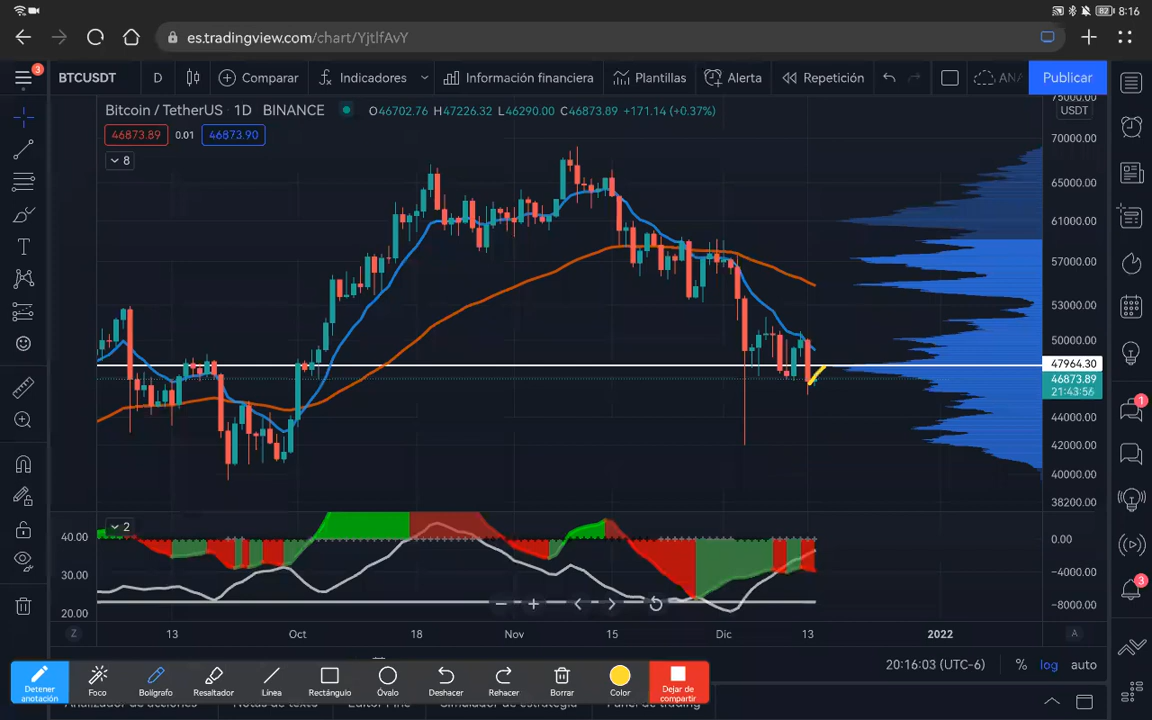 82 8:16
es.tradingview.com/chart/YjtlfAvY
3 BTCUSDT D Comparar Indicadores Información financiera Plantillas Alerta Repetición AN Publicar
Bitcoin / TetherUS 1D BINANCE O46702.76 H47226.32 L46290.00 C46873.89 +171.14 (+0.37%)
46873.89 0.01 46873.90
8
75000.00
USDT
70000.00
65000.00
61000.00
57000.00
53000.00
50000.00
47964.30
46873.89
21:43:56
44000.00
42000.00
40000.00
38200.00
2
40.00
30.00
20.00
0.00
−4000.00
−8000.00
Z 13 Oct 18 Nov 15 Dic 13 2022 A
20:16:03 (UTC-6) % log auto
Detener anotación
Foco
Bolígrafo
Resaltador
Línea
Rectángulo
Óvalo
Deshacer
Rehacer
Borrar
Color
Dejar de compartir
1
3